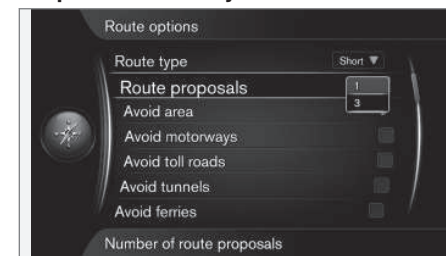 Route options
Route type Short ▼
Route proposals 1
3
Avoid area
Avoid motorways
Avoid toll roads
Avoid tunnels
Avoid ferries
Number of route proposals